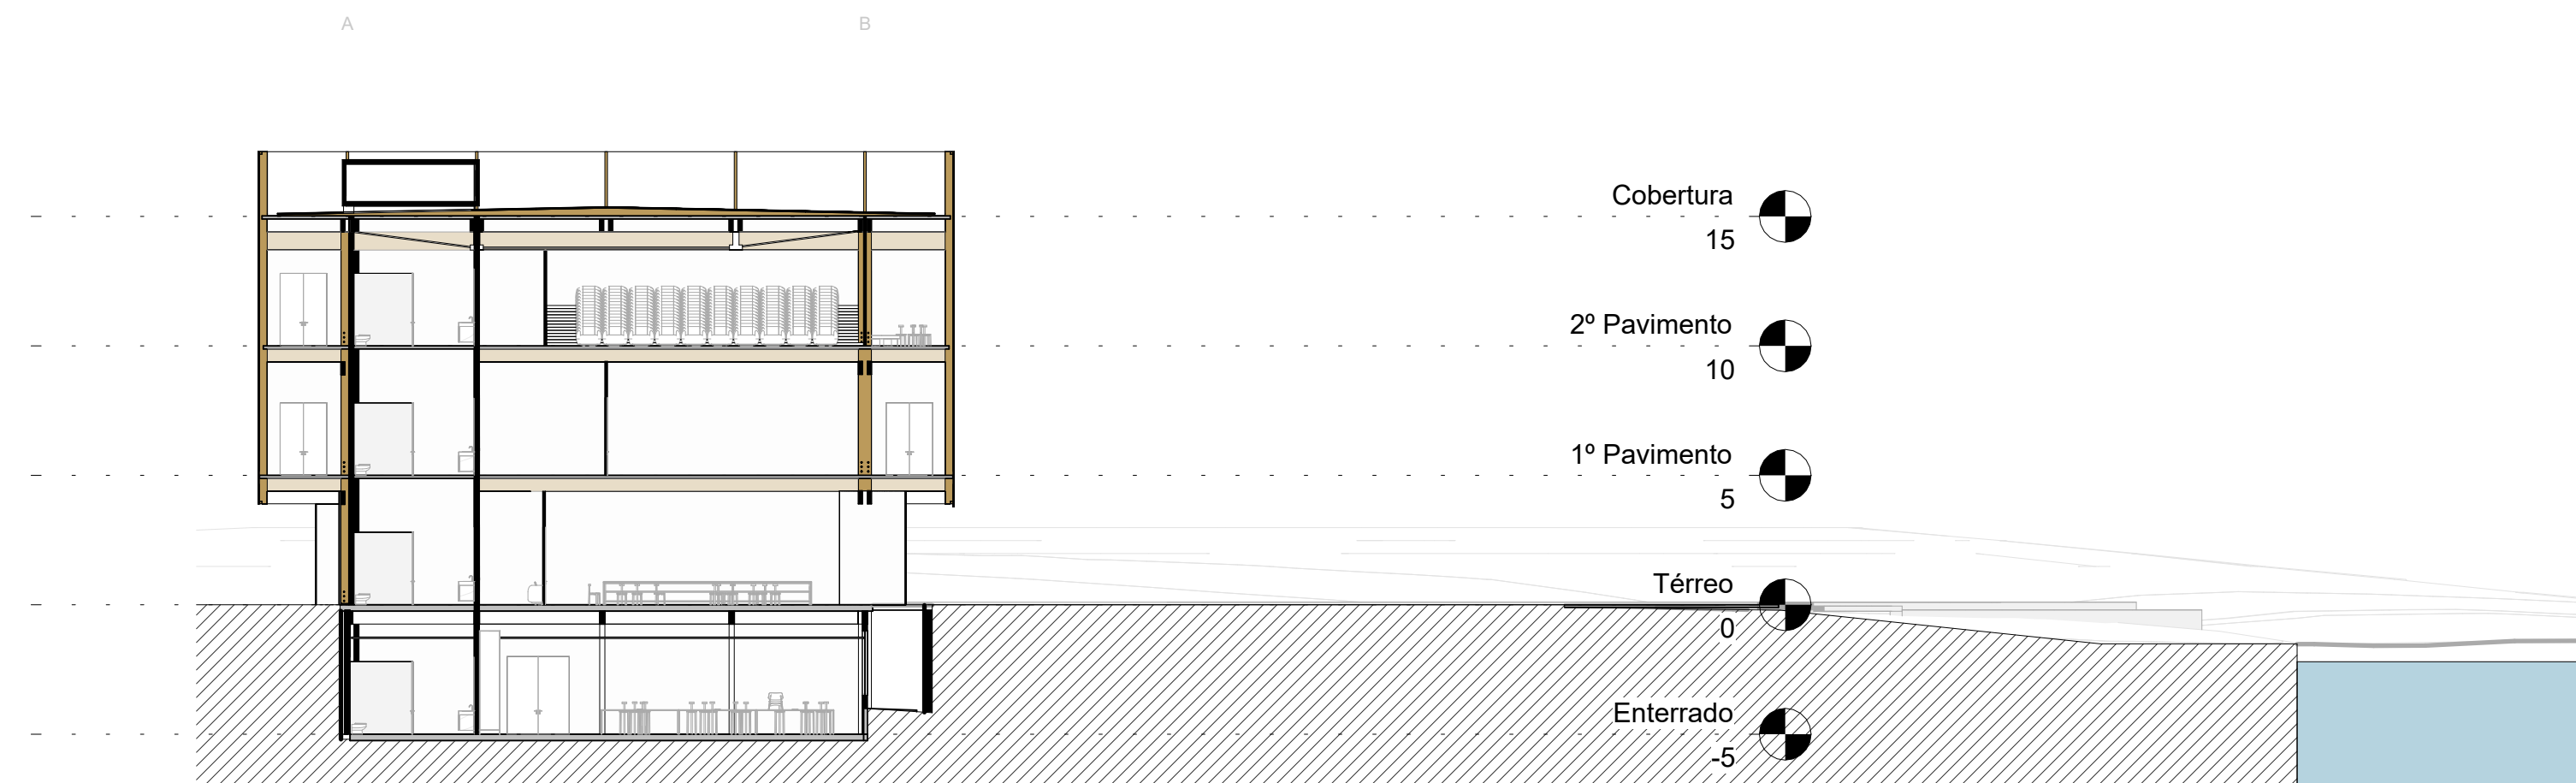 A
B
Cobertura
15
2º Pavimento
10
1º Pavimento
5
Térreo
0
Enterrado
-5